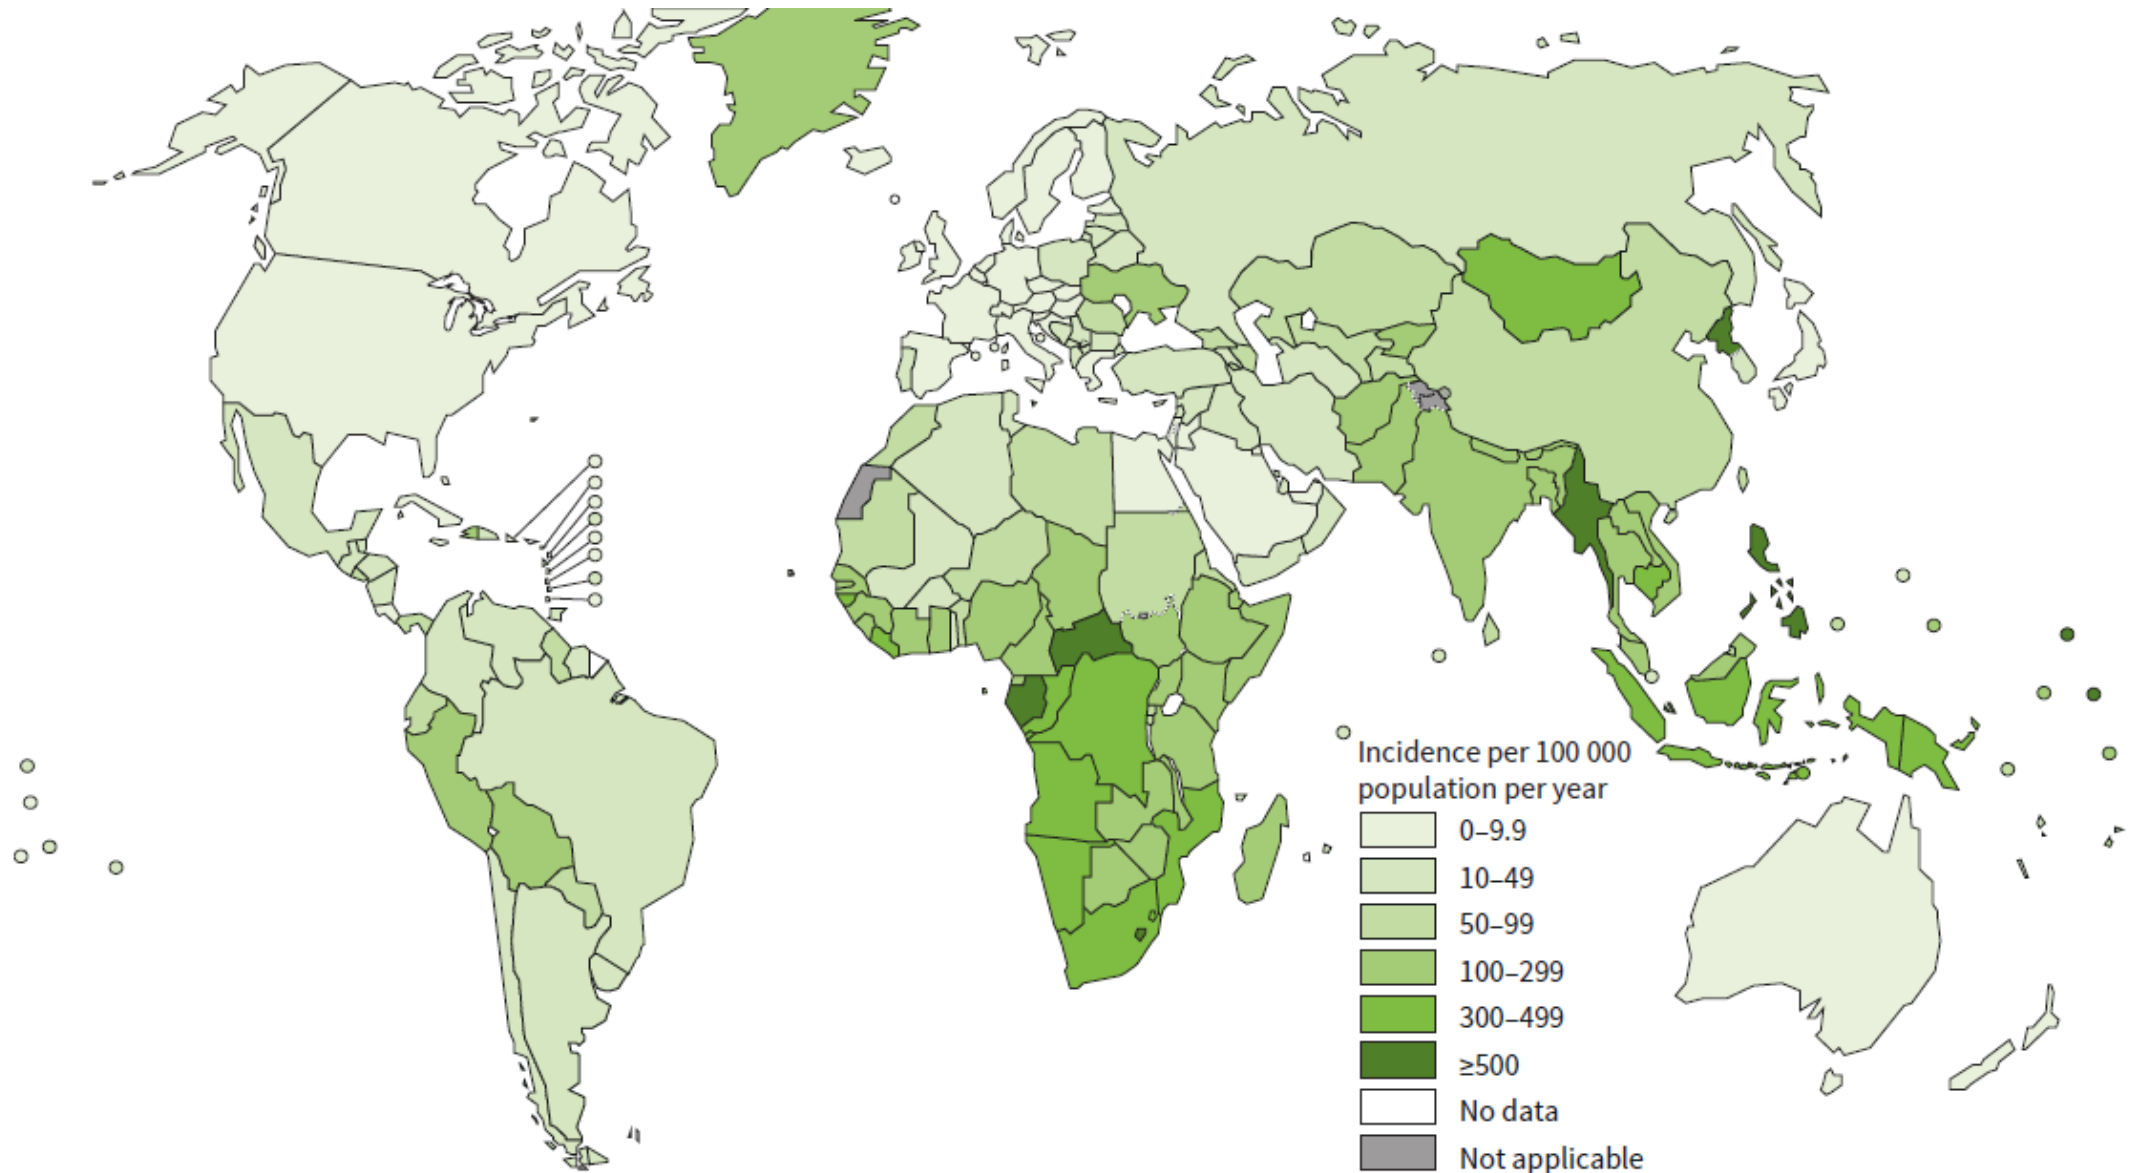 Incidence per 100 000
population per year
0–9.9
10–49
50–99
100–299
300–499
≥500
No data
Not applicable